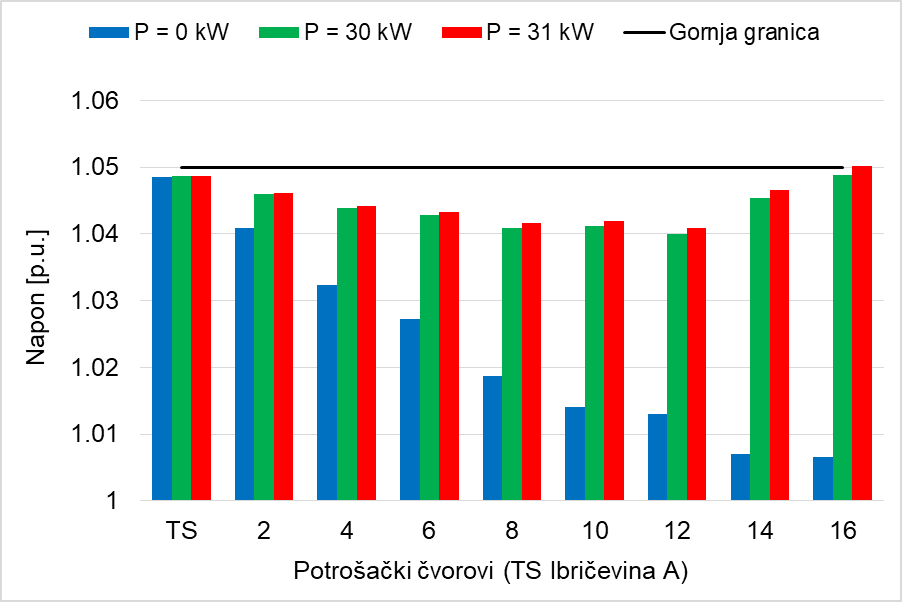 P = 0 kW P = 30 kW P = 31 kW Gornja granica
1.06
1.05
1.04
1.03
1.02
1.01
1
Napon [p.u.]
TS 2 4 6 8 10 12 14 16
Potrošački čvorovi (TS Ibričevina A)